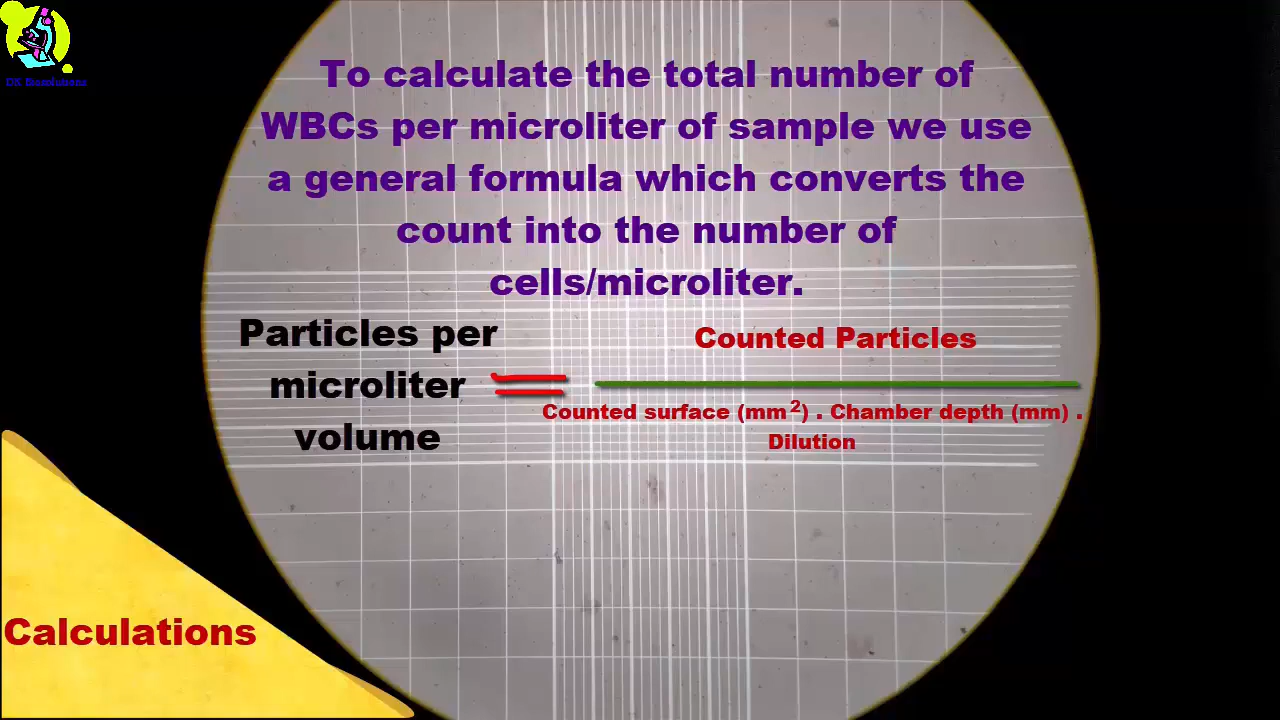 DK Biosolutions
To calculate the total number of
WBCs per microliter of sample we use
a general formula which converts the
count into the number of
cells/microliter.
Particles per
microliter
volume
=
Counted Particles
Counted surface (mm²) . Chamber depth (mm) .
Dilution
Calculations